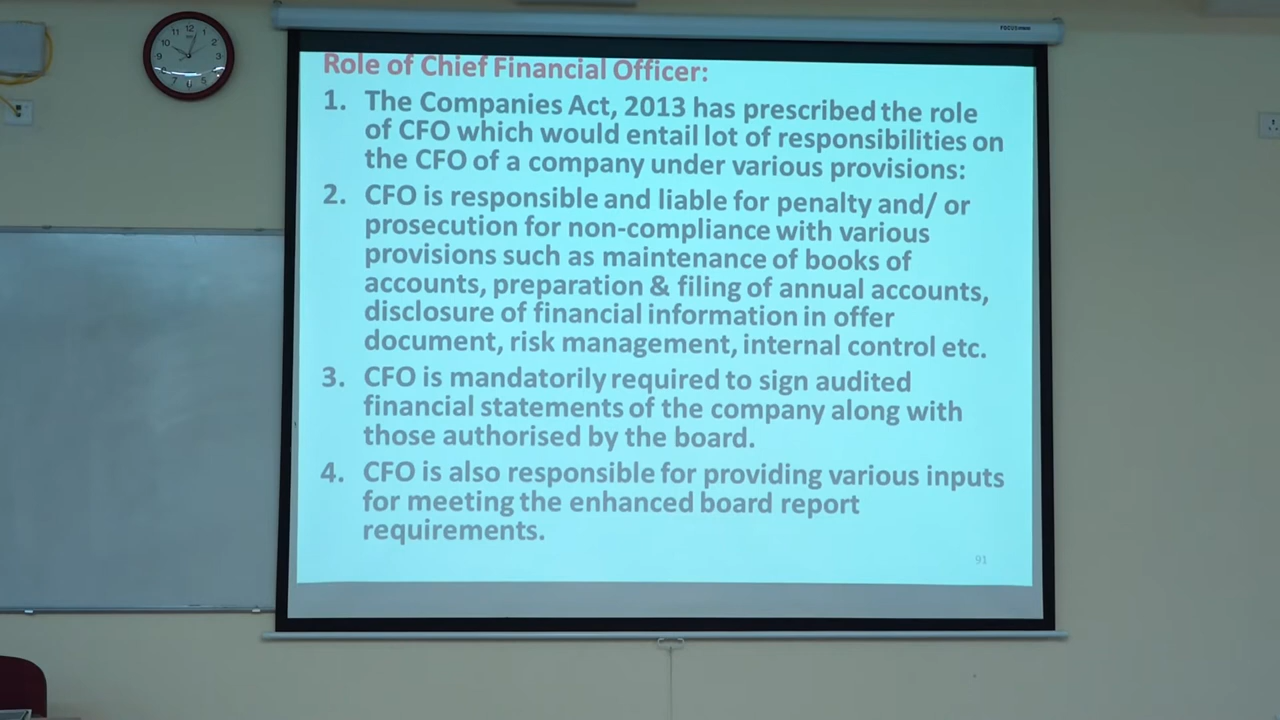 Role of Chief Financial Officer:
1. The Companies Act, 2013 has prescribed the role
of CFO which would entail lot of responsibilities on
the CFO of a company under various provisions:
2. CFO is responsible and liable for penalty and/ or
prosecution for non-compliance with various
provisions such as maintenance of books of
accounts, preparation & filing of annual accounts,
disclosure of financial information in offer
document, risk management, internal control etc.
3. CFO is mandatorily required to sign audited
financial statements of the company along with
those authorised by the board.
4. CFO is also responsible for providing various inputs
for meeting the enhanced board report
requirements.
91